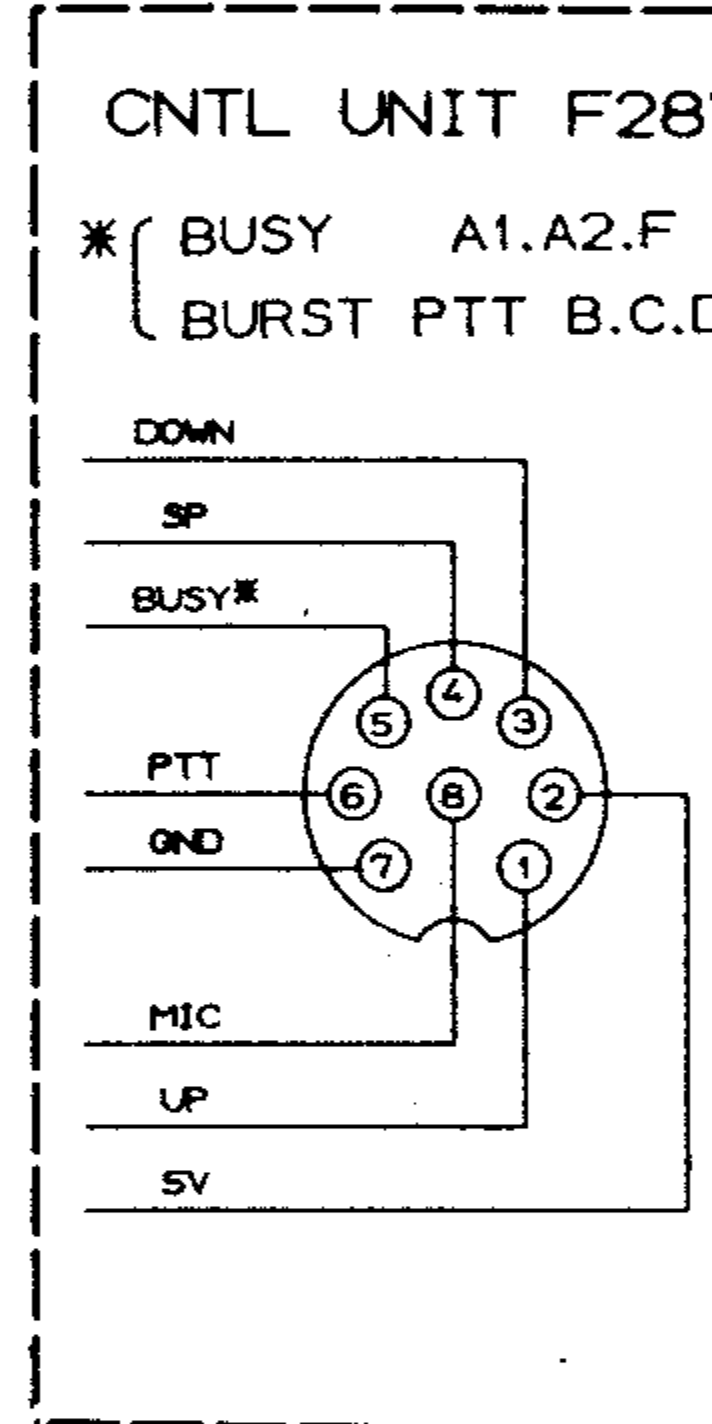 CNTL UNIT F28
* BUSY A1.A2.F
BURST PTT B.C.
DOWN
SP
BUSY*
4
5
3
PTT
6
8
2
GND
7
1
MIC
UP
5V